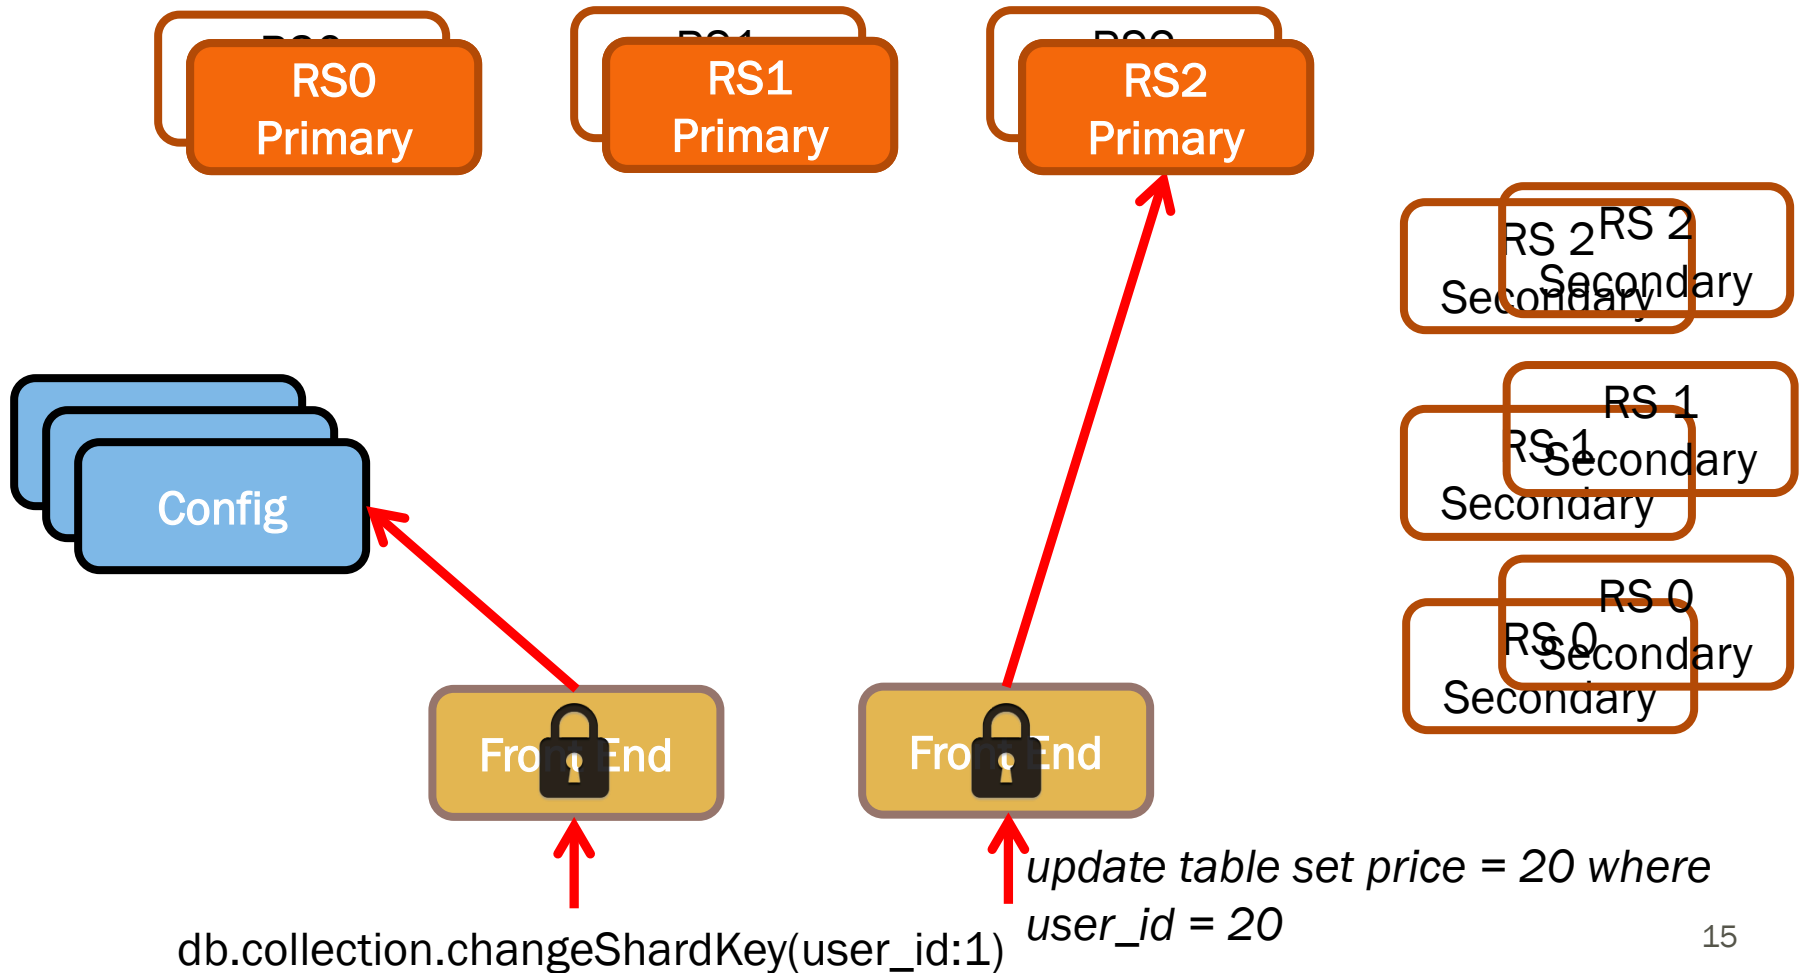 RS0
Primary
RS1
Primary
RS2
Primary
RS 2
Secondary
RS 2
Secondary
RS 1
Secondary
RS 1
Secondary
RS 0
Secondary
RS 0
Secondary
Config
Front End
Front End
update table set price = 20 where
user_id = 20
db.collection.changeShardKey(user_id:1)
15